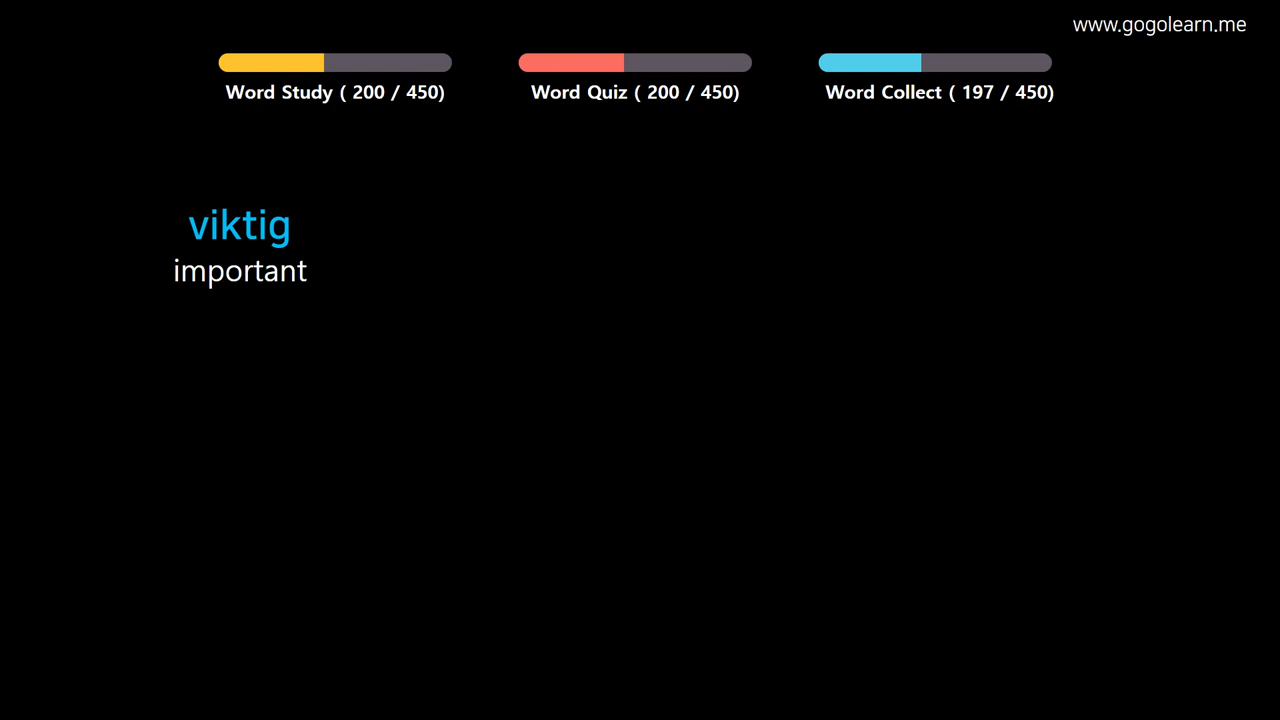 www.gogolearn.me
Word Study ( 200 / 450)
Word Quiz ( 200 / 450)
Word Collect ( 197 / 450)
viktig
important